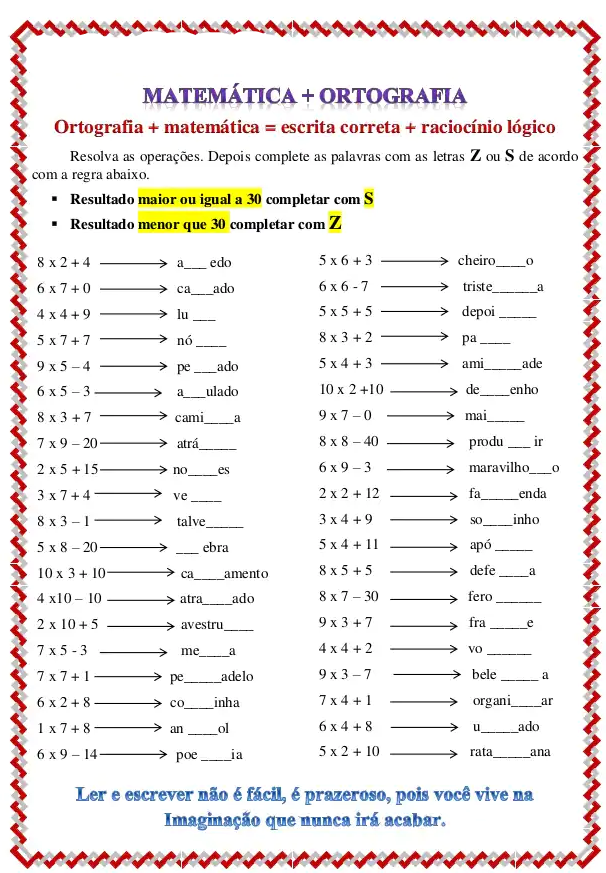 MATEMÁTICA + ORTOGRAFIA
Ortografia + matemática = escrita correta + raciocínio lógico
Resolva as operações. Depois complete as palavras com as letras Z ou S de acordo
com a regra abaixo.
▪ Resultado maior ou igual a 30 completar com S
▪ Resultado menor que 30 completar com Z
8 x 2 + 4 → a___ edo
6 x 7 + 0 → ca___ado
4 x 4 + 9 → lu ___
5 x 7 + 7 → nó ____
9 x 5 – 4 → pe ___ado
6 x 5 – 3 → a___ulado
8 x 3 + 7 → cami____a
7 x 9 – 20 → atrá_____
2 x 5 + 15 → no____es
3 x 7 + 4 → ve ____
8 x 3 – 1 → talve_____
5 x 8 – 20 → ___ ebra
10 x 3 + 10 → ca____amento
4 x10 – 10 → atra____ado
2 x 10 + 5 → avestru____
7 x 5 - 3 → me____a
7 x 7 + 1 → pe_____adelo
6 x 2 + 8 → co____inha
1 x 7 + 8 → an ____ol
6 x 9 – 14 → poe ____ia
5 x 6 + 3 → cheiro____o
6 x 6 - 7 → triste______a
5 x 5 + 5 → depoi _____
8 x 3 + 2 → pa ____
5 x 4 + 3 → ami_____ade
10 x 2 +10 → de____enho
9 x 7 – 0 → mai_____
8 x 8 – 40 → produ ___ ir
6 x 9 – 3 → maravilho___o
2 x 2 + 12 → fa_____enda
3 x 4 + 9 → so____inho
5 x 4 + 11 → apó _____
8 x 5 + 5 → defe ____a
8 x 7 – 30 → fero ______
9 x 3 + 7 → fra _____e
4 x 4 + 2 → vo ______
9 x 3 – 7 → bele _____ a
7 x 4 + 1 → organi____ar
6 x 4 + 8 → u_____ado
5 x 2 + 10 → rata_____ana
Ler e escrever não é fácil, é prazeroso, pois você vive na
Imaginação que nunca irá acabar.